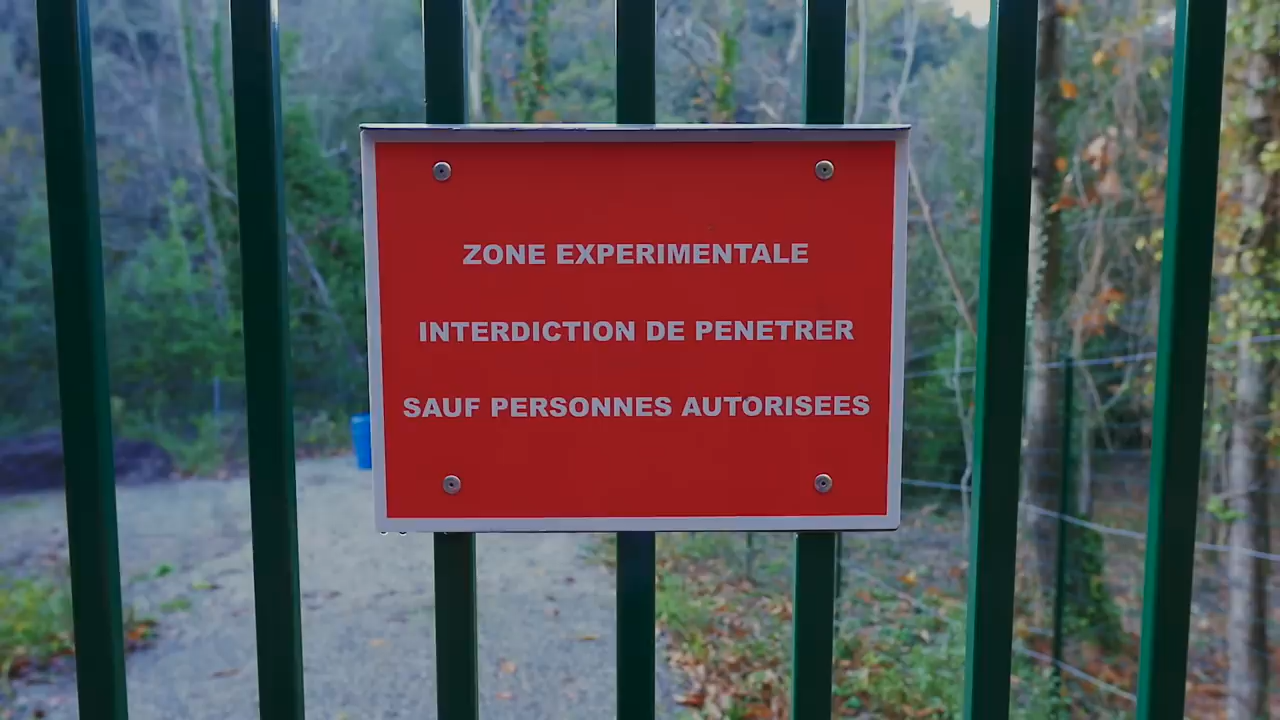 ZONE EXPERIMENTALE
INTERDICTION DE PENETRER
SAUF PERSONNES AUTORISEES